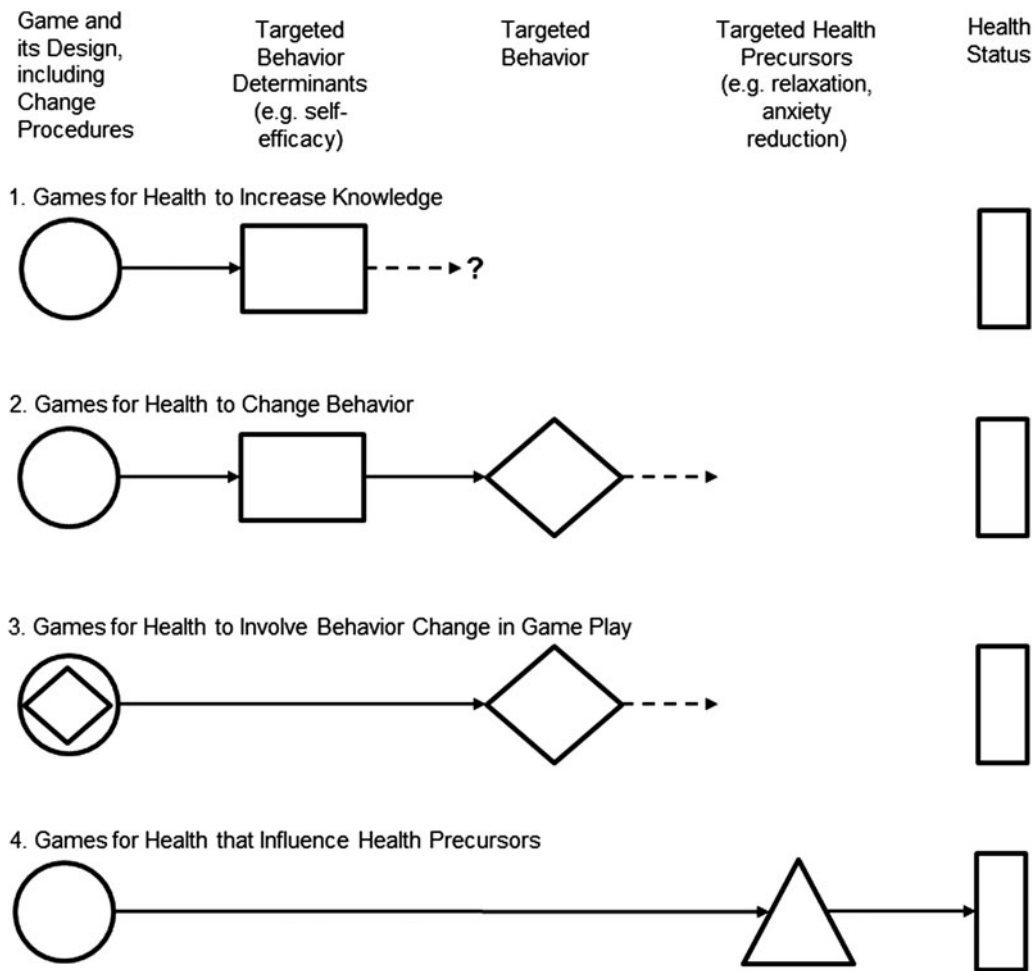 Game and
its Design,
including
Change
Procedures
Targeted
Behavior
Determinants
(e.g. self-
efficacy)
Targeted
Behavior
Targeted Health
Precursors
(e.g. relaxation,
anxiety
reduction)
Health
Status
1. Games for Health to Increase Knowledge
?
2. Games for Health to Change Behavior
3. Games for Health to Involve Behavior Change in Game Play
4. Games for Health that Influence Health Precursors